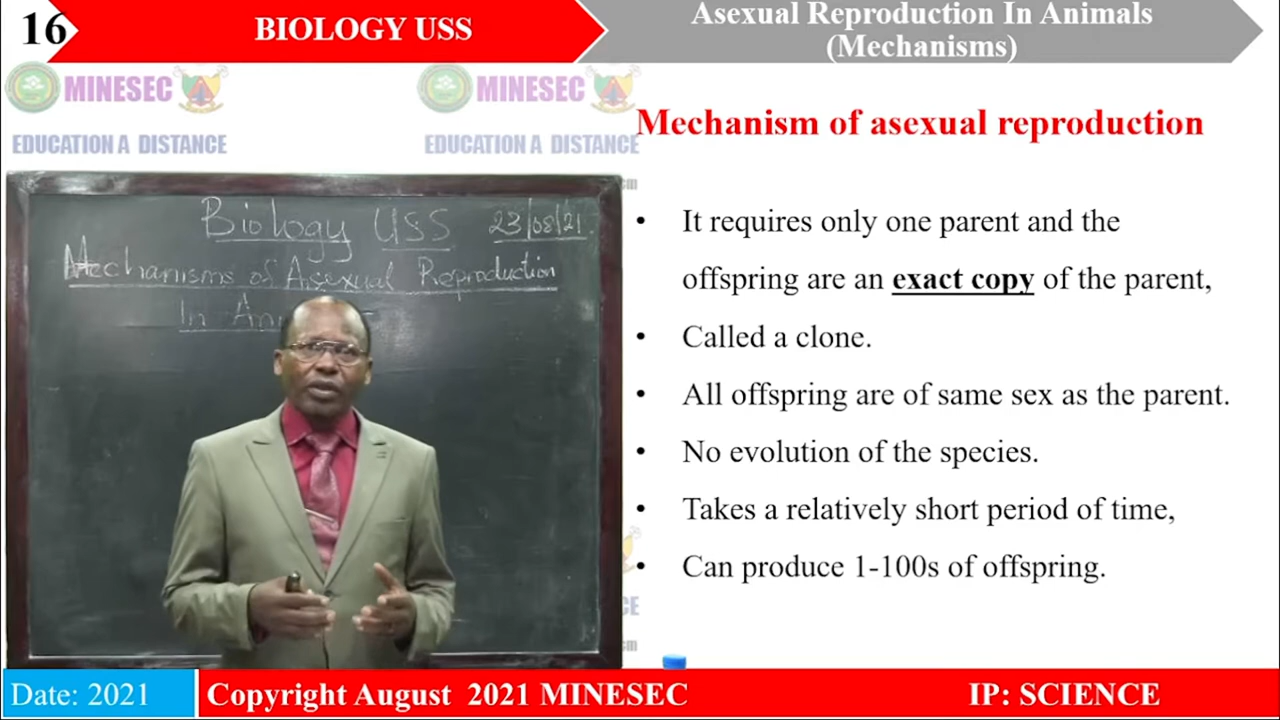 16
BIOLOGY USS
Asexual Reproduction In Animals
(Mechanisms)
MINESEC
MINESEC
EDUCATION A DISTANCE
EDUCATION A DISTANCE
Biology USS 23/08/21.
Mechanisms of Asexual Reproduction
In
Mechanism of asexual reproduction
• It requires only one parent and the
offspring are an exact copy of the parent,
• Called a clone.
• All offspring are of same sex as the parent.
• No evolution of the species.
• Takes a relatively short period of time,
• Can produce 1-100s of offspring.
Date: 2021
Copyright August 2021 MINESEC
IP: SCIENCE